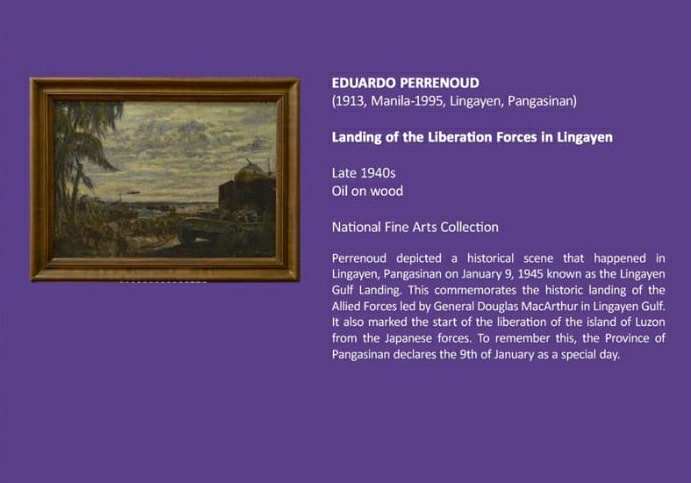 EDUARDO PERRENOUD
(1913, Manila-1995, Lingayen, Pangasinan)
Landing of the Liberation Forces in Lingayen
Late 1940s
Oil on wood
National Fine Arts Collection
Perrenoud depicted a historical scene that happened in
Lingayen, Pangasinan on January 9, 1945 known as the Lingayen
Gulf Landing. This commemorates the historic landing of the
Allied Forces led by General Douglas MacArthur in Lingayen Gulf.
It also marked the start of the liberation of the island of Luzon
from the Japanese forces. To remember this, the Province of
Pangasinan declares the 9th of January as a special day.